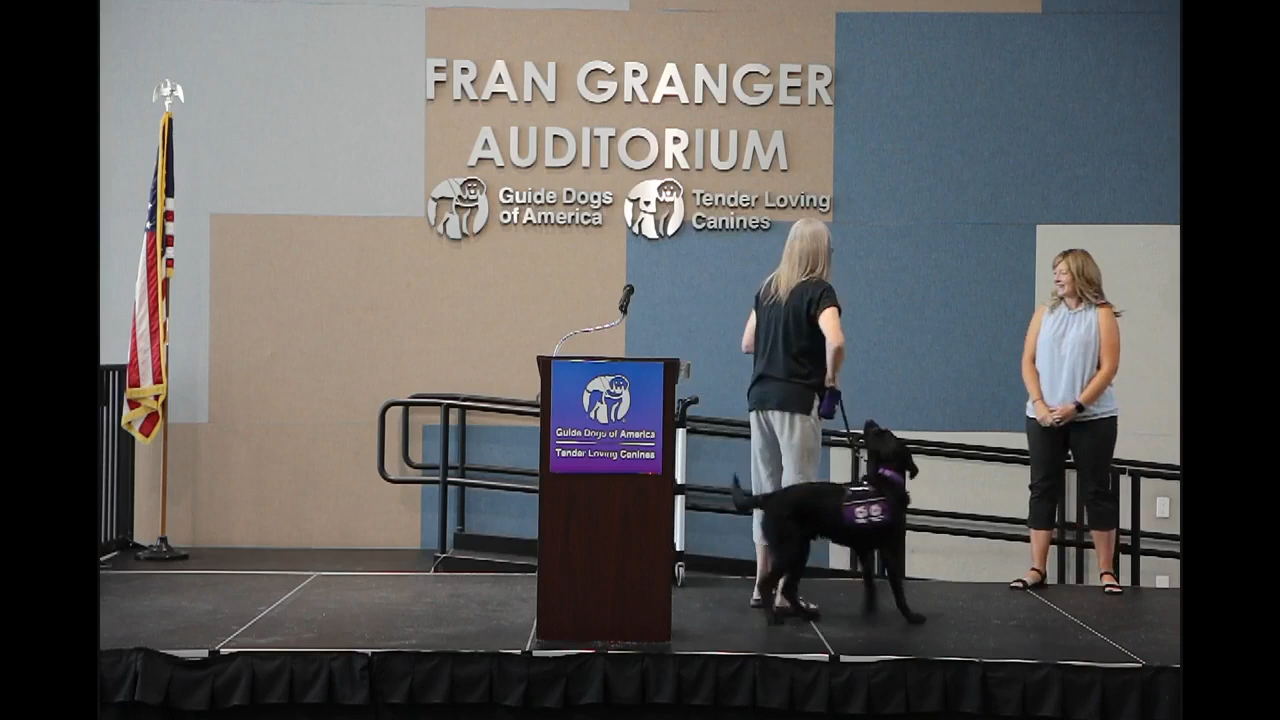 FRAN GRANGER
AUDITORIUM
Guide Dogs
of America
Tender Loving
Canines
Guide Dogs of America
Tender Loving Canines